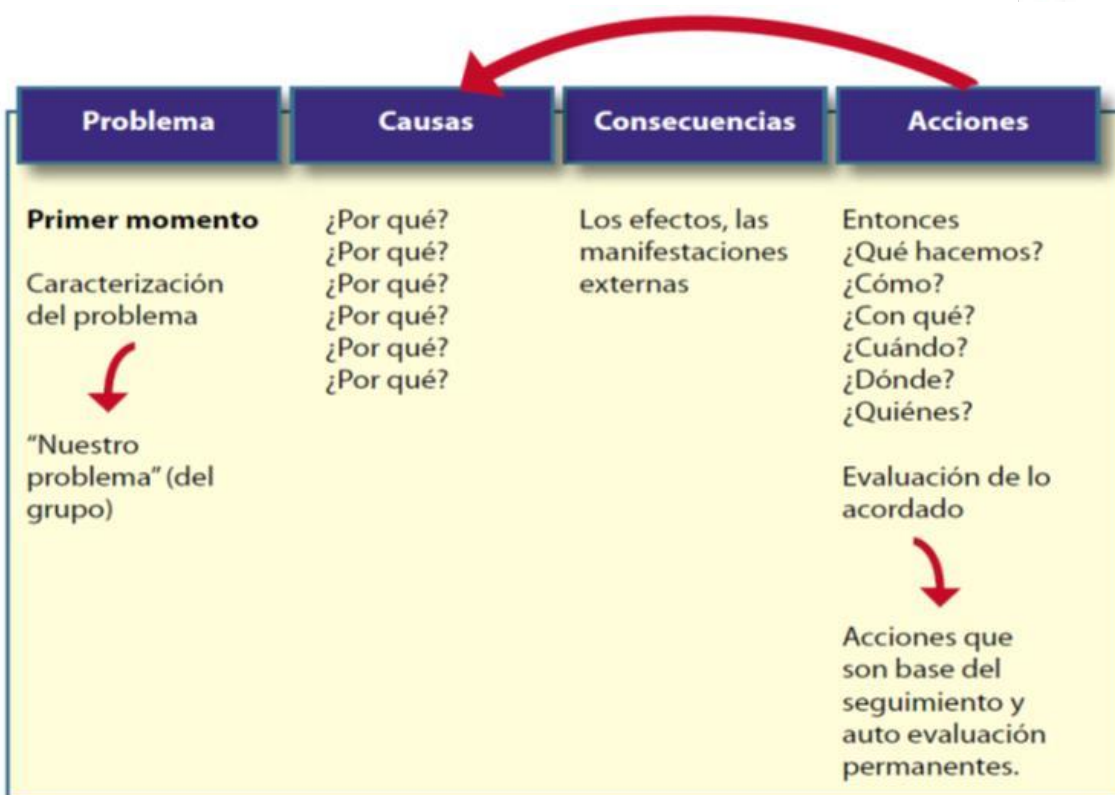 Problema
Causas
Consecuencias
Acciones
Primer momento
Caracterización
del problema
"Nuestro
problema" (del
grupo)
¿Por qué?
¿Por qué?
¿Por qué?
¿Por qué?
¿Por qué?
¿Por qué?
Los efectos, las
manifestaciones
externas
Entonces
¿Qué hacemos?
¿Cómo?
¿Con qué?
¿Cuándo?
¿Dónde?
¿Quiénes?
Evaluación de lo
acordado
Acciones que
son base del
seguimiento y
auto evaluación
permanentes.